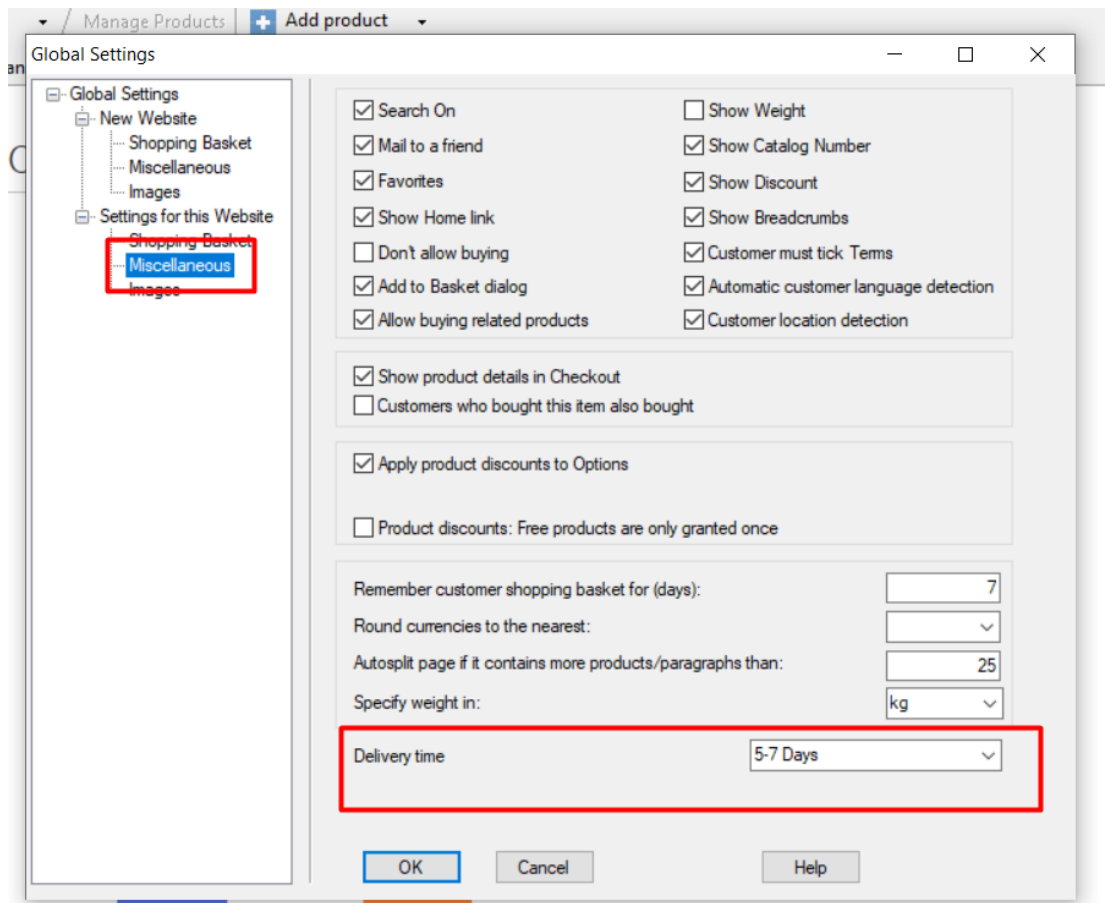 Manage Products
Add product
Global Settings
an
Global Settings
New Website
Shopping Basket
Miscellaneous
Images
Settings for this Website
Shopping Basket
Miscellaneous
Images
Search On
Show Weight
Mail to a friend
Show Catalog Number
Favorites
Show Discount
Show Home link
Show Breadcrumbs
Don't allow buying
Customer must tick Terms
Add to Basket dialog
Automatic customer language detection
Allow buying related products
Customer location detection
Show product details in Checkout
Customers who bought this item also bought
Apply product discounts to Options
Product discounts: Free products are only granted once
Remember customer shopping basket for (days): 7
Round currencies to the nearest:
Autosplit page if it contains more products/paragraphs than: 25
Specify weight in: kg
Delivery time 5-7 Days
OK Cancel Help